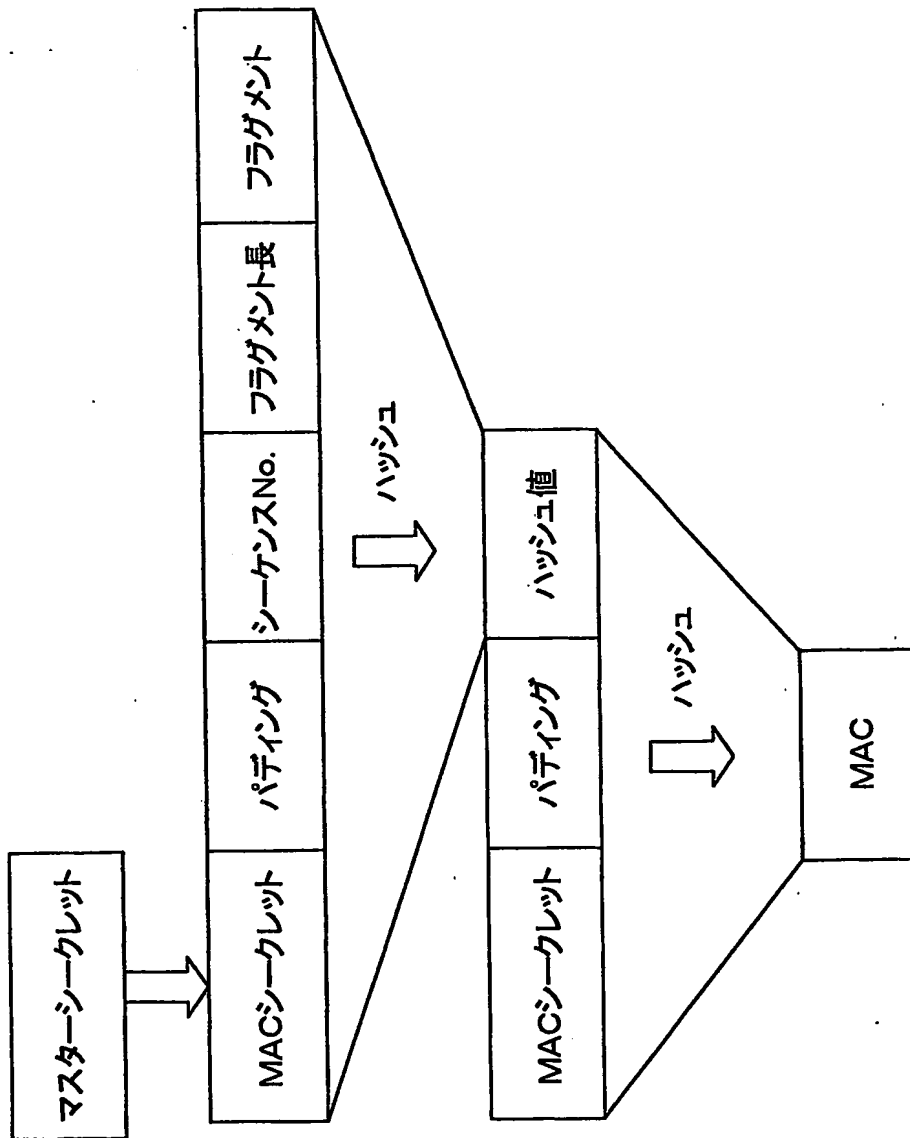 マスターシークレット
MACシークレット
パディング
シーケンスNo.
フラグメント長
フラグメント
ハッシュ
MACシークレット
パディング
ハッシュ値
ハッシュ
MAC